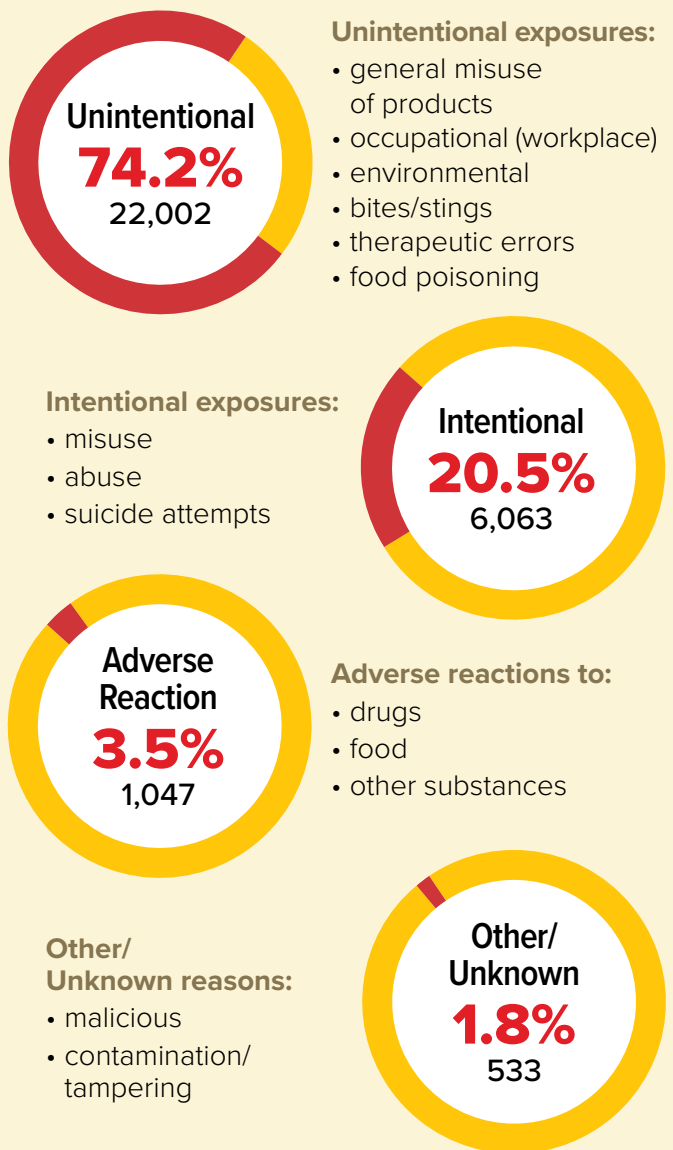 Unintentional
74.2%
22,002
Unintentional exposures:
• general misuse
of products
• occupational (workplace)
• environmental
• bites/stings
• therapeutic errors
• food poisoning
Intentional exposures:
• misuse
• abuse
• suicide attempts
Intentional
20.5%
6,063
Adverse
Reaction
3.5%
1,047
Adverse reactions to:
• drugs
• food
• other substances
Other/
Unknown reasons:
• malicious
• contamination/
tampering
Other/
Unknown
1.8%
533